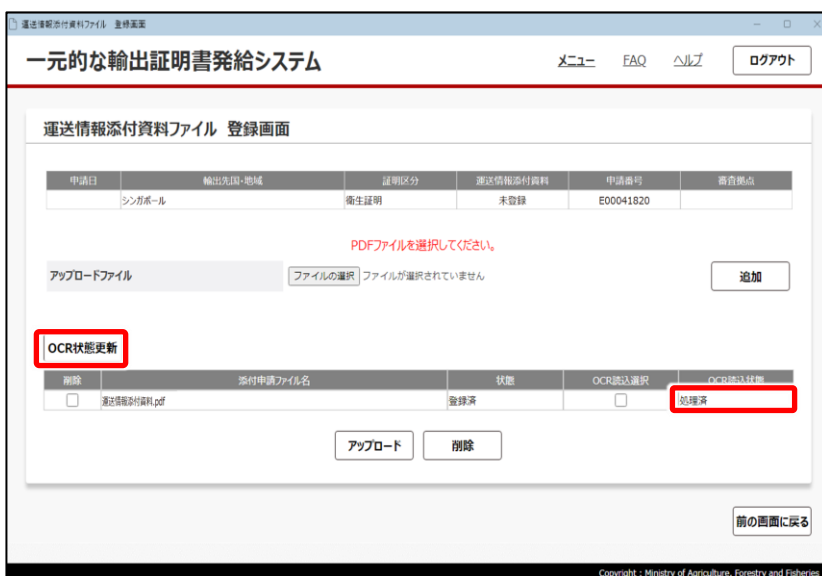 運送情報添付資料ファイル 登録画面
一元的な輸出証明書発給システム
メニュー FAQ ヘルプ ログアウト
運送情報添付資料ファイル 登録画面
申請日 輸出先国・地域 証明区分 運送情報添付資料 申請番号 審査拠点
シンガポール 衛生証明 未登録 E00041820
PDFファイルを選択してください。
アップロードファイル ファイルの選択 ファイルが選択されていません 追加
OCR状態更新
削除 添付申請ファイル名 状態 OCR読込選択 OCR読込状態
運送情報添付資料.pdf 登録済 処理済
アップロード 削除
前の画面に戻る
Copyright : Ministry of Agriculture, Forestry and Fisheries